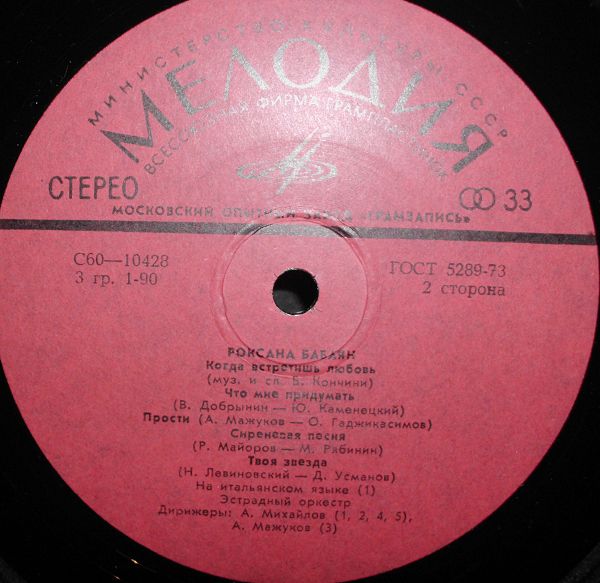 МИНИСТЕРСТВО КУЛЬТУРЫ СССР
МЕЛОДИЯ
ВСЕСОЮЗНАЯ ФИРМА ГРАМПЛАСТИНОК
СТЕРЕО
33
МОСКОВСКИЙ ОПЫТНЫЙ ЗАВОД «ГРАМЗАПИСЬ»
С60—10428
ГОСТ 5289-73
3 гр. 1-90
2 сторона
РОКСАНА БАБАЯН
Когда встретишь любовь
(муз. и сл. Б. Кончини)
Что мне придумать
(В. Добрынин — Ю. Каменецкий)
Прости (А. Мажуков — О. Гаджикасимов)
Сиреневая песня
(Р. Майоров — М. Рябинин)
Твоя звезда
(Н. Левиновский — Д. Усманов)
На итальянском языке (1)
Эстрадный оркестр
Дирижеры: А. Михайлов (1, 2, 4, 5),
А. Мажуков (3)